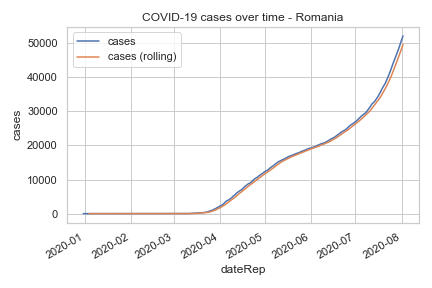 COVID-19 cases over time - Romania
cases
cases (rolling)
50000
40000
30000
20000
10000
0
cases
2020-01
2020-02
2020-03
2020-04
2020-05
2020-06
2020-07
2020-08
dateRep